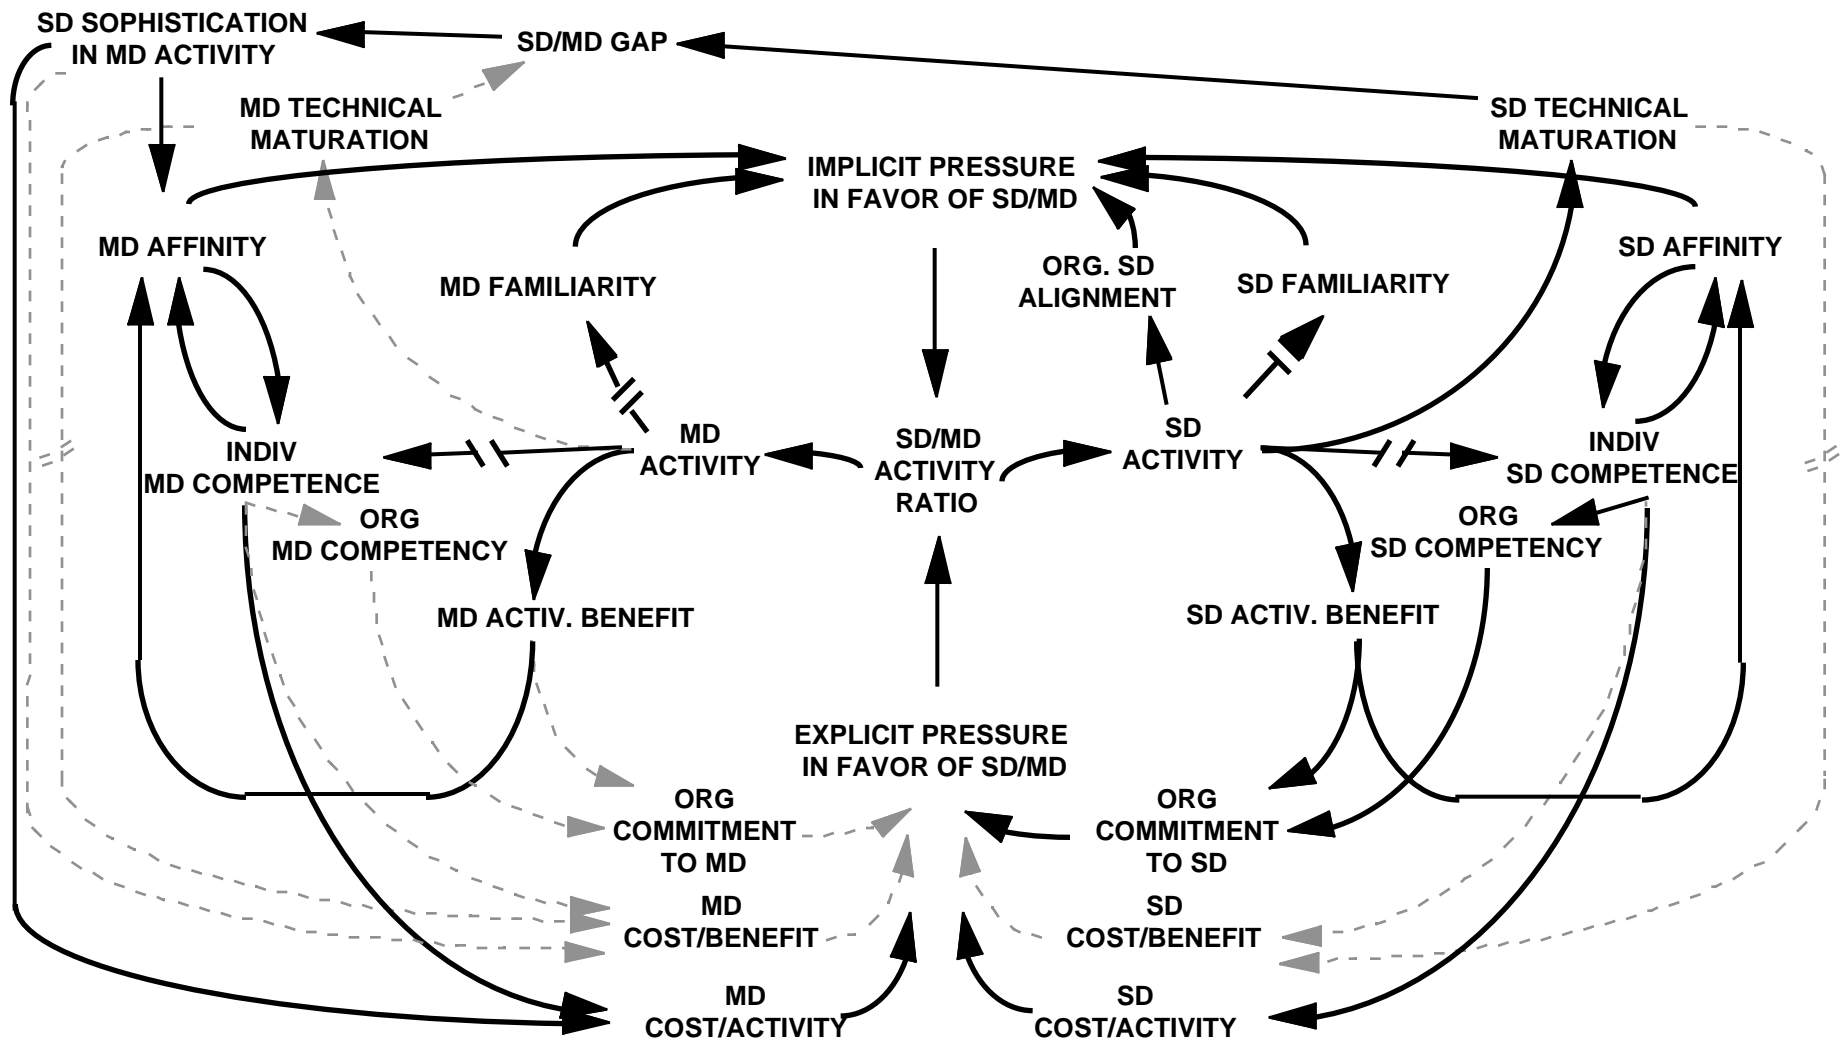 SD SOPHISTICATION
IN MD ACTIVITY
SD/MD GAP
MD TECHNICAL
MATURATION
SD TECHNICAL
MATURATION
IMPLICIT PRESSURE
IN FAVOR OF SD/MD
MD AFFINITY
SD AFFINITY
MD FAMILIARITY
ORG. SD
ALIGNMENT
SD FAMILIARITY
INDIV
MD COMPETENCE
MD
ACTIVITY
SD/MD
ACTIVITY
RATIO
SD
ACTIVITY
INDIV
SD COMPETENCE
ORG
MD COMPETENCY
ORG
SD COMPETENCY
MD ACTIV. BENEFIT
SD ACTIV. BENEFIT
EXPLICIT PRESSURE
IN FAVOR OF SD/MD
ORG
COMMITMENT
TO MD
ORG
COMMITMENT
TO SD
MD
COST/BENEFIT
SD
COST/BENEFIT
MD
COST/ACTIVITY
SD
COST/ACTIVITY